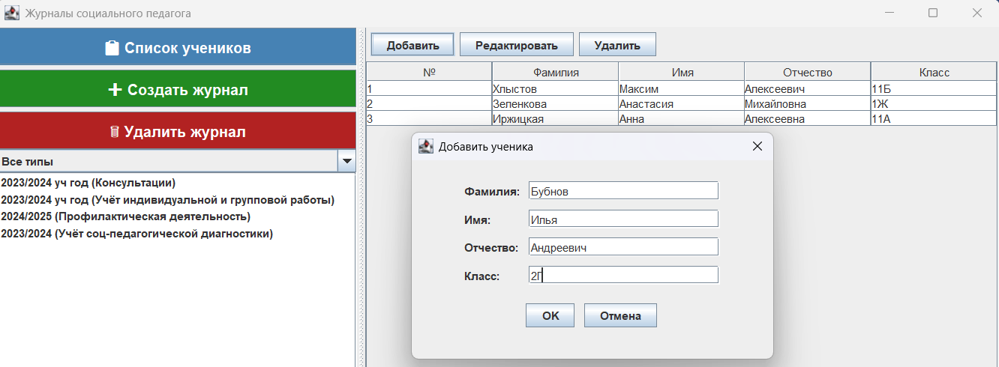 Журналы социального педагога
Список учеников
Создать журнал
Удалить журнал
Все типы
2023/2024 уч год (Консультации)
2023/2024 уч год (Учёт индивидуальной и групповой работы)
2024/2025 (Профилактическая деятельность)
2023/2024 (Учёт соц-педагогической диагностики)
Добавить Редактировать Удалить
№ Фамилия Имя Отчество Класс
1 Хлыстов Максим Алексеевич 11Б
2 Зеленкова Анастасия Михайловна 1Ж
3 Иржицкая Анна Алексеевна 11А
Добавить ученика
Фамилия: Бубнов
Имя: Илья
Отчество: Андреевич
Класс: 2Г
OK Отмена